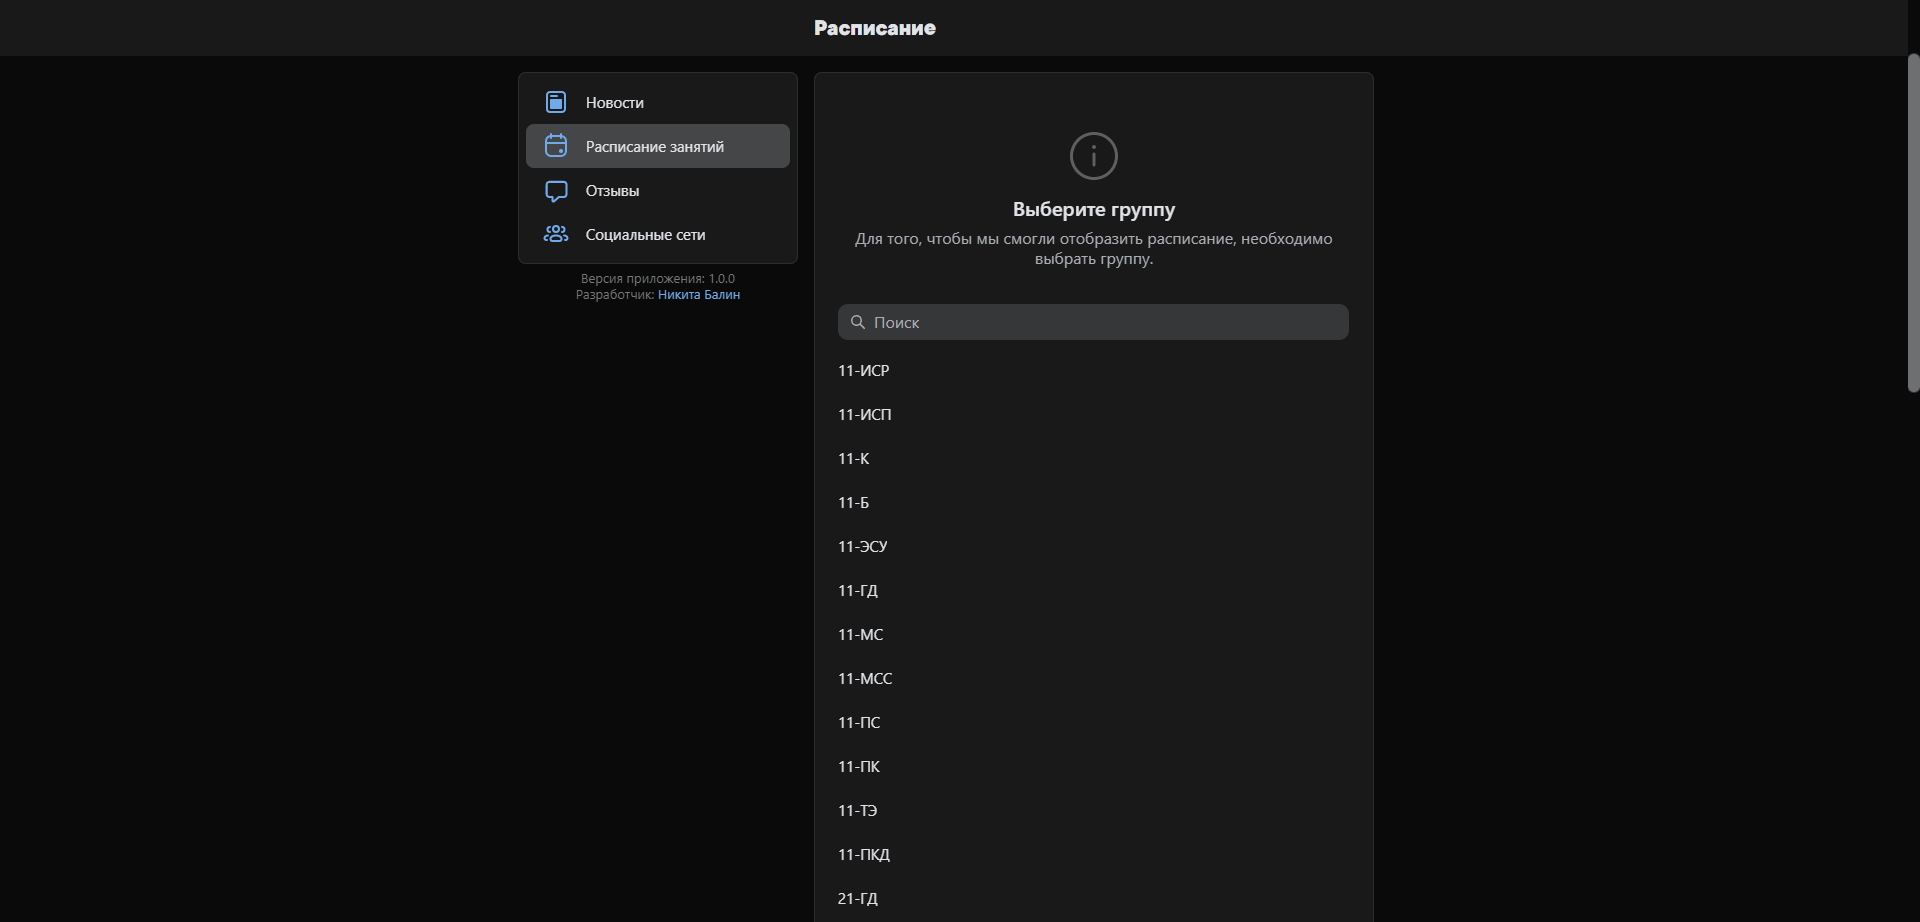 Расписание
Новости
Расписание занятий
Отзывы
Социальные сети
Версия приложения: 1.0.0
Разработчик: Никита Балин
Выберите группу
Для того, чтобы мы смогли отобразить расписание, необходимо
выбрать группу.
Поиск
11-ИСР
11-ИСП
11-К
11-Б
11-ЭСУ
11-ГД
11-МС
11-МСС
11-ПС
11-ПК
11-ТЭ
11-ПКД
21-ГД